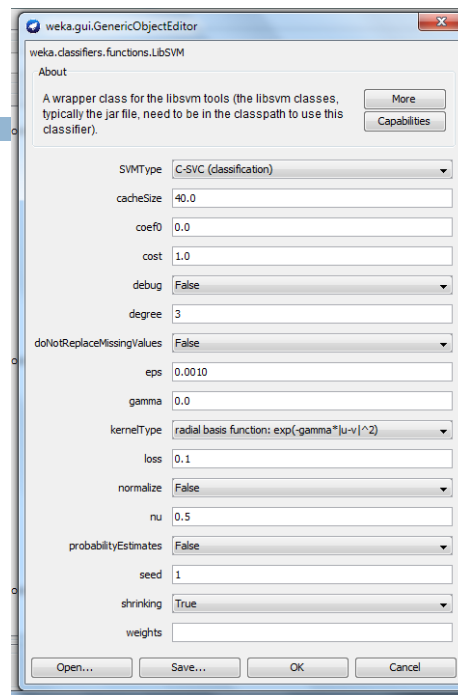 weka.gui.GenericObjectEditor
weka.classifiers.functions.LibSVM
About
A wrapper class for the libsvm tools (the libsvm classes,
typically the jar file, need to be in the classpath to use this
classifier).
More
Capabilities
SVMType C-SVC (classification)
cacheSize 40.0
coef0 0.0
cost 1.0
debug False
degree 3
doNotReplaceMissingValues False
eps 0.0010
gamma 0.0
kernelType radial basis function: exp(-gamma*|u-v|^2)
loss 0.1
normalize False
nu 0.5
probabilityEstimates False
seed 1
shrinking True
weights
Open... Save... OK Cancel